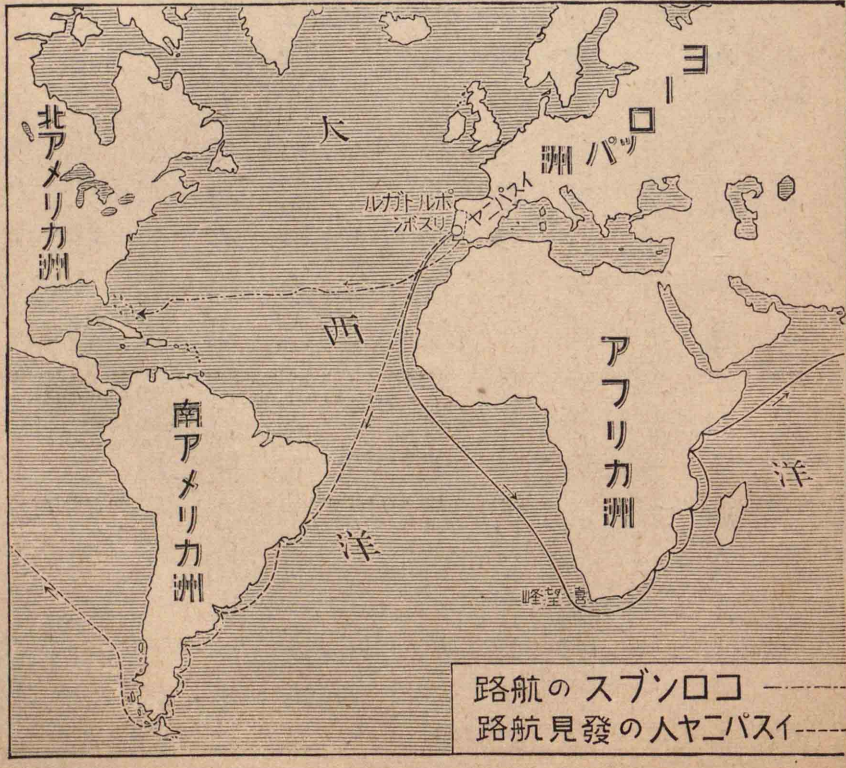 北アメリカ洲
大西洋
ヨーロッパ洲
イスパニヤ
ポルトガル
リスボン
南アメリカ洲
アフリカ洲
洋
喜望峰
コロンブスの航路
イスパニヤ人の發見航路